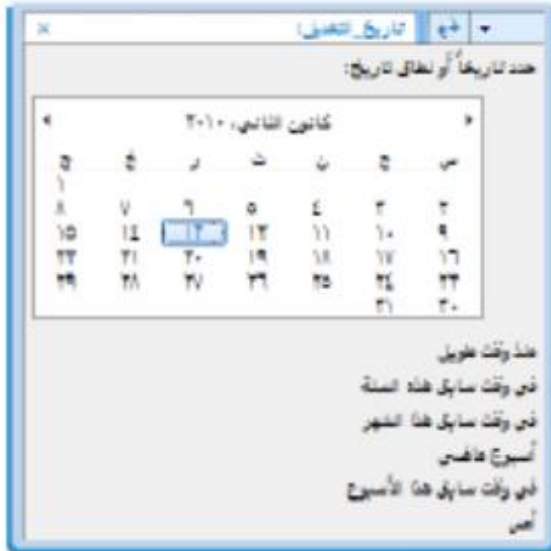 تاريخ_التعديل:
حدد تاريخاً أو نطاق تاريخ:
كانون الثاني، ٢٠١٠
س ح ن ث ر خ ج
١
٢ ٣ ٤ ٥ ٦ ٧ ٨
٩ ١٠ ١١ ١٢ ١٣ ١٤ ١٥
١٦ ١٧ ١٨ ١٩ ٢٠ ٢١ ٢٢
٢٣ ٢٤ ٢٥ ٢٦ ٢٧ ٢٨ ٢٩
٣٠ ٣١
منذ وقت طويل
في وقت سابق هذه السنة
في وقت سابق هذا الشهر
أسبوع ماضي
في وقت سابق هذا الأسبوع
أمس